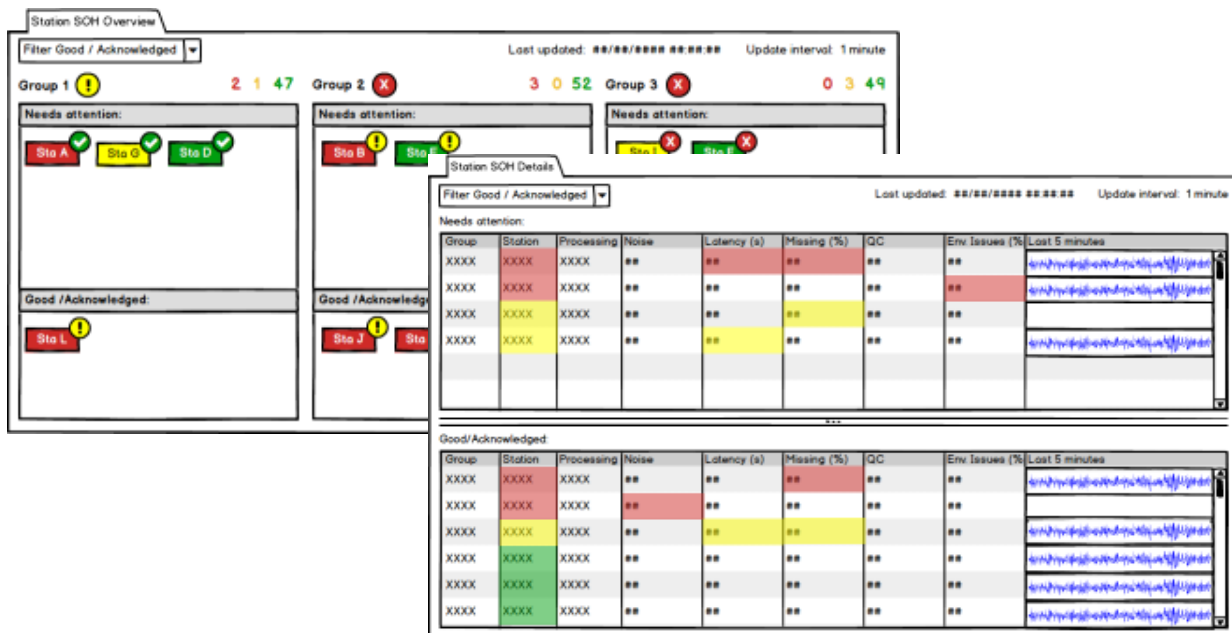 Station SOH Overview
Filter Good / Acknowledged
Last updated: ##/##/#### ##:##:## Update interval: 1 minute
Group 1 ! 2 1 47 Group 2 X 3 0 52 Group 3 X 0 3 49
Needs attention: Needs attention: Needs attention:
Sta A Sta G Sta D Sta B ! ! X X
Good /Acknowledged:
Sta L ! Sta J ! Sta
Station SOH Details
Filter Good / Acknowledged
Last updated: ##/##/#### ##:##:## Update interval: 1 minute
Needs attention:
Group Station Processing Noise Latency (s) Missing (%) QC Env. Issues (% Last 5 minutes
XXXX XXXX XXXX ## ## ## ## ##
XXXX XXXX XXXX ## ## ## ## ##
XXXX XXXX XXXX ## ## ## ## ##
XXXX XXXX XXXX ## ## ## ## ##
Good/Acknowledged:
Group Station Processing Noise Latency (s) Missing (%) QC Env. Issues (% Last 5 minutes
XXXX XXXX XXXX ## ## ## ## ##
XXXX XXXX XXXX ## ## ## ## ##
XXXX XXXX XXXX ## ## ## ## ##
XXXX XXXX XXXX ## ## ## ## ##
XXXX XXXX XXXX ## ## ## ## ##
XXXX XXXX XXXX ## ## ## ## ##